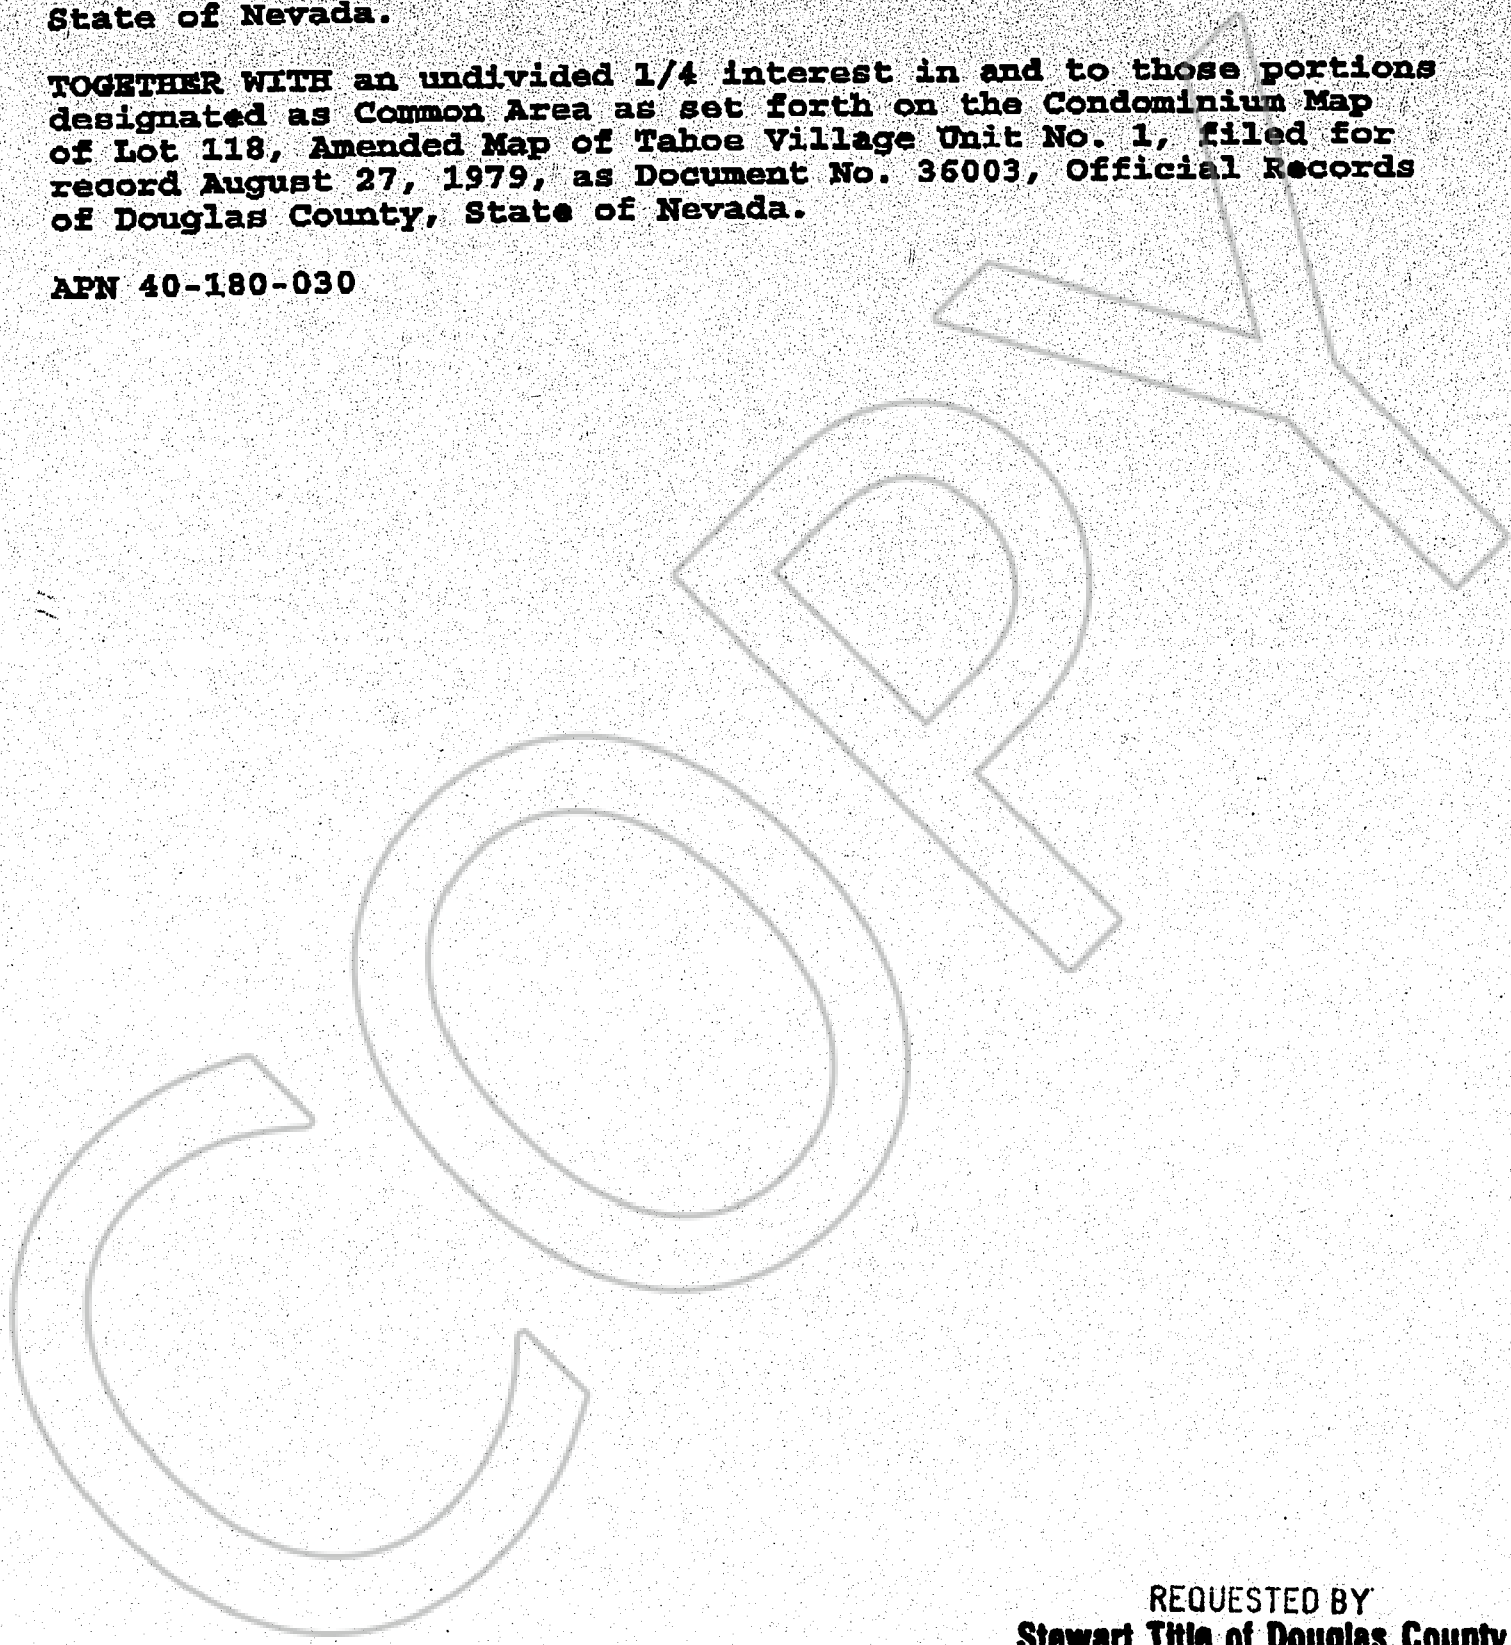 State of Nevada.
TOGETHER WITH an undivided 1/4 interest in and to those portions
designated as Common Area as set forth on the Condominium Map
of Lot 118, Amended Map of Tahoe Village Unit No. 1, filed for
record August 27, 1979, as Document No. 36003, Official Records
of Douglas County, State of Nevada.
APN 40-180-030
COPY
REQUESTED BY
Stewart Title of Douglas County